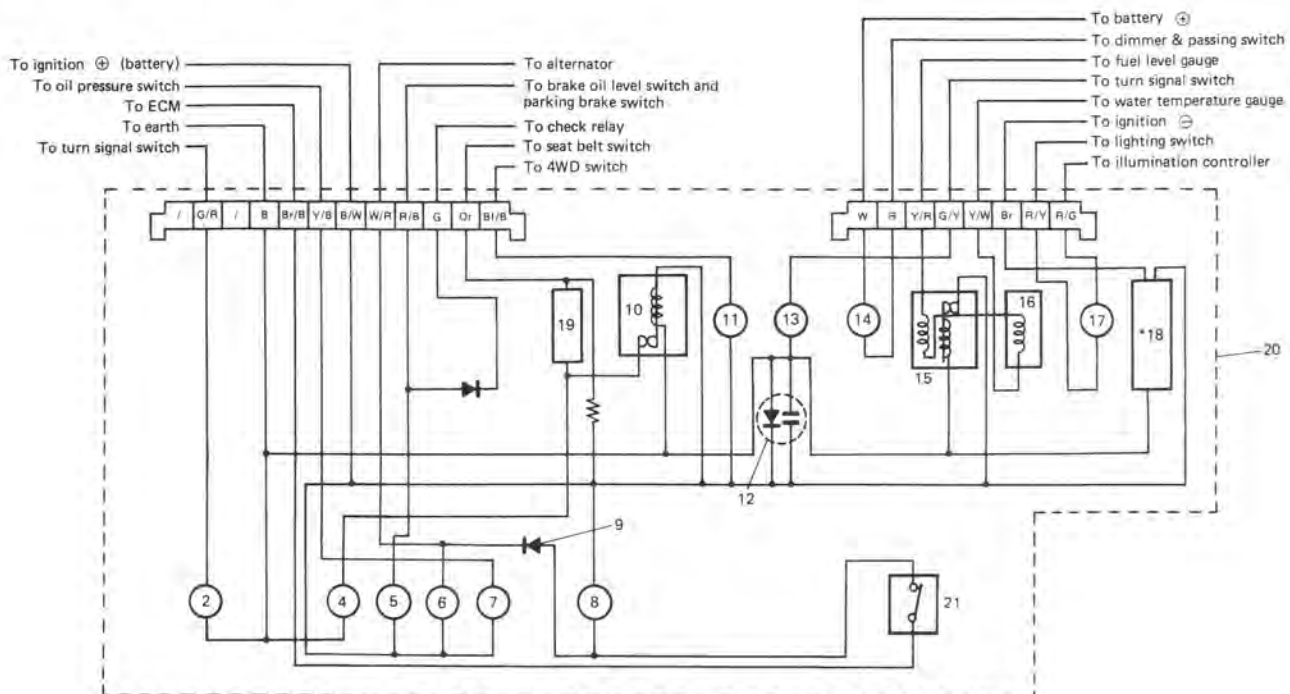 To ignition ⊕ (battery)
To oil pressure switch
To ECM
To earth
To turn signal switch
To alternator
To brake oil level switch and
parking brake switch
To check relay
To seat belt switch
To 4WD switch
To battery ⊕
To dimmer & passing switch
To fuel level gauge
To turn signal switch
To water temperature gauge
To ignition ⊖
To lighting switch
To illumination controller
/ G/R / B Br/B Y/B B/W W/R R/B G Or Bl/B
W R Y/R G/Y Y/W Br R/Y R/G
19
10
11
13
14
15
16
17
*18
20
12
9
2
4
5
6
7
8
21